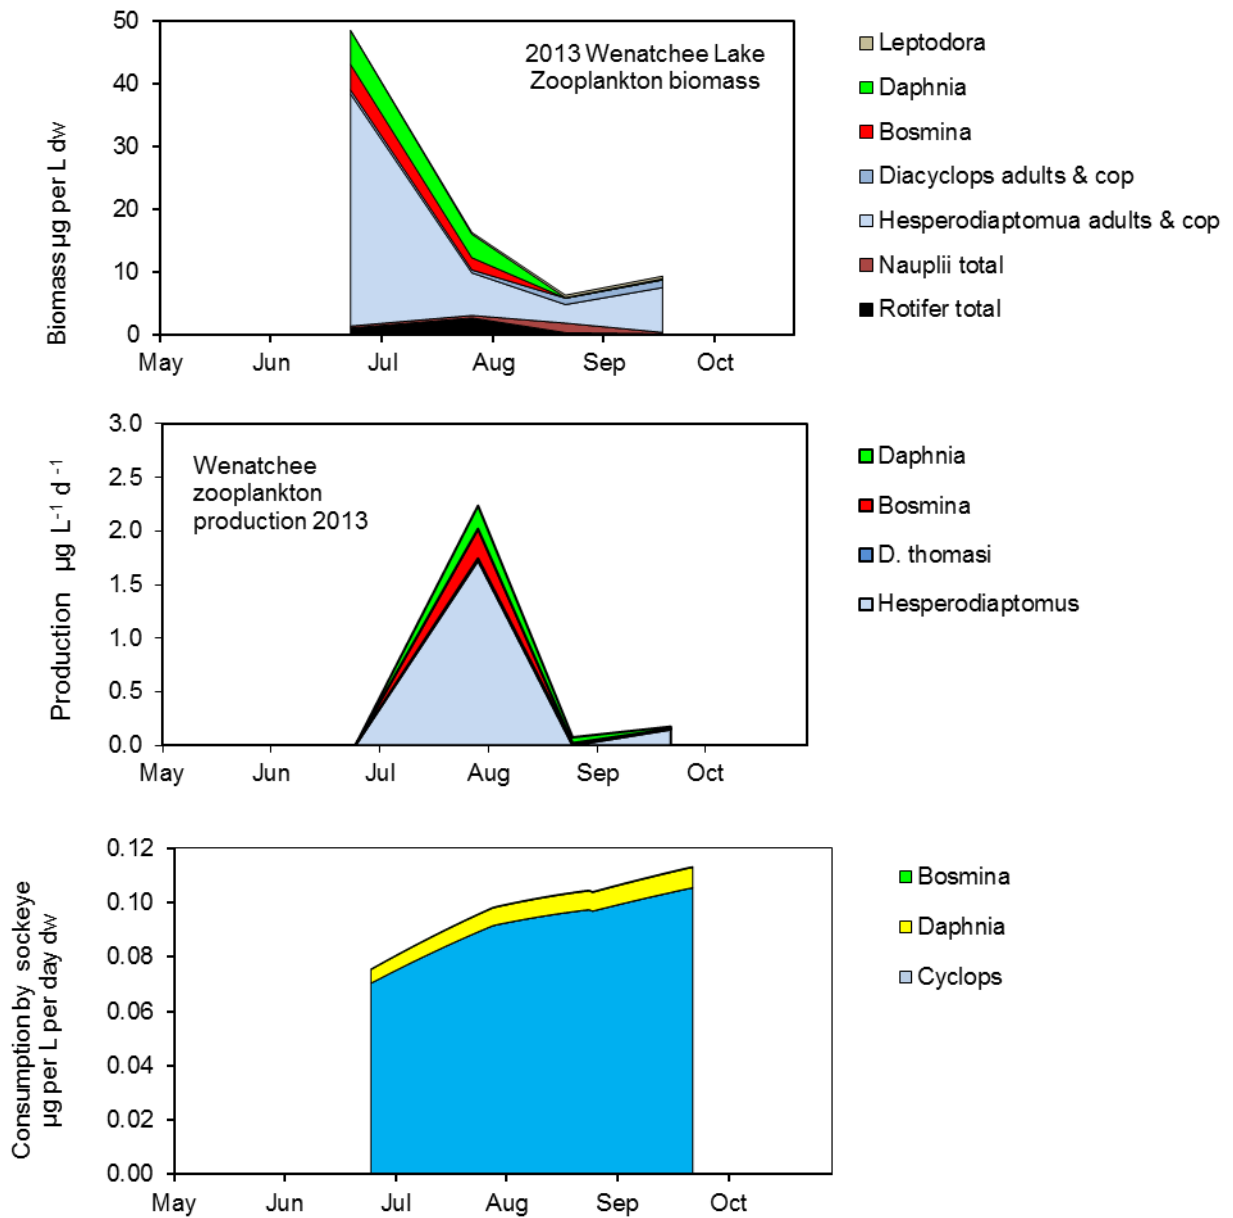 50
40
30
20
10
0
Biomass µg per L dw
2013 Wenatchee Lake
Zooplankton biomass
May Jun Jul Aug Sep Oct
Leptodora
Daphnia
Bosmina
Diacyclops adults & cop
Hesperodiaptomua adults & cop
Nauplii total
Rotifer total
3.0
2.5
2.0
1.5
1.0
0.5
0.0
Production µg L-1 d -1
Wenatchee
zooplankton
production 2013
May Jun Jul Aug Sep Oct
Daphnia
Bosmina
D. thomasi
Hesperodiaptomus
0.12
0.10
0.08
0.06
0.04
0.02
0.00
Consumption by sockeye
µg per L per day dw
May Jun Jul Aug Sep Oct
Bosmina
Daphnia
Cyclops